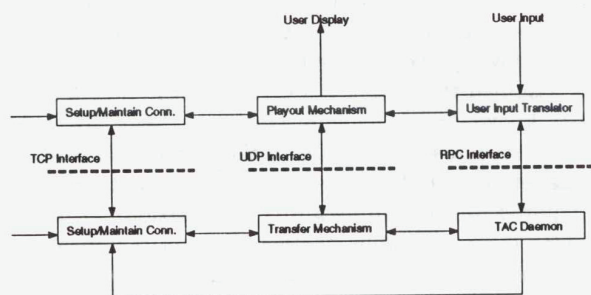 User Display
User Input
Setup/Maintain Conn.
Playout Mechanism
User Input Translator
TCP Interface
UDP Interface
RPC Interface
Setup/Maintain Conn.
Transfer Mechanism
TAC Daemon